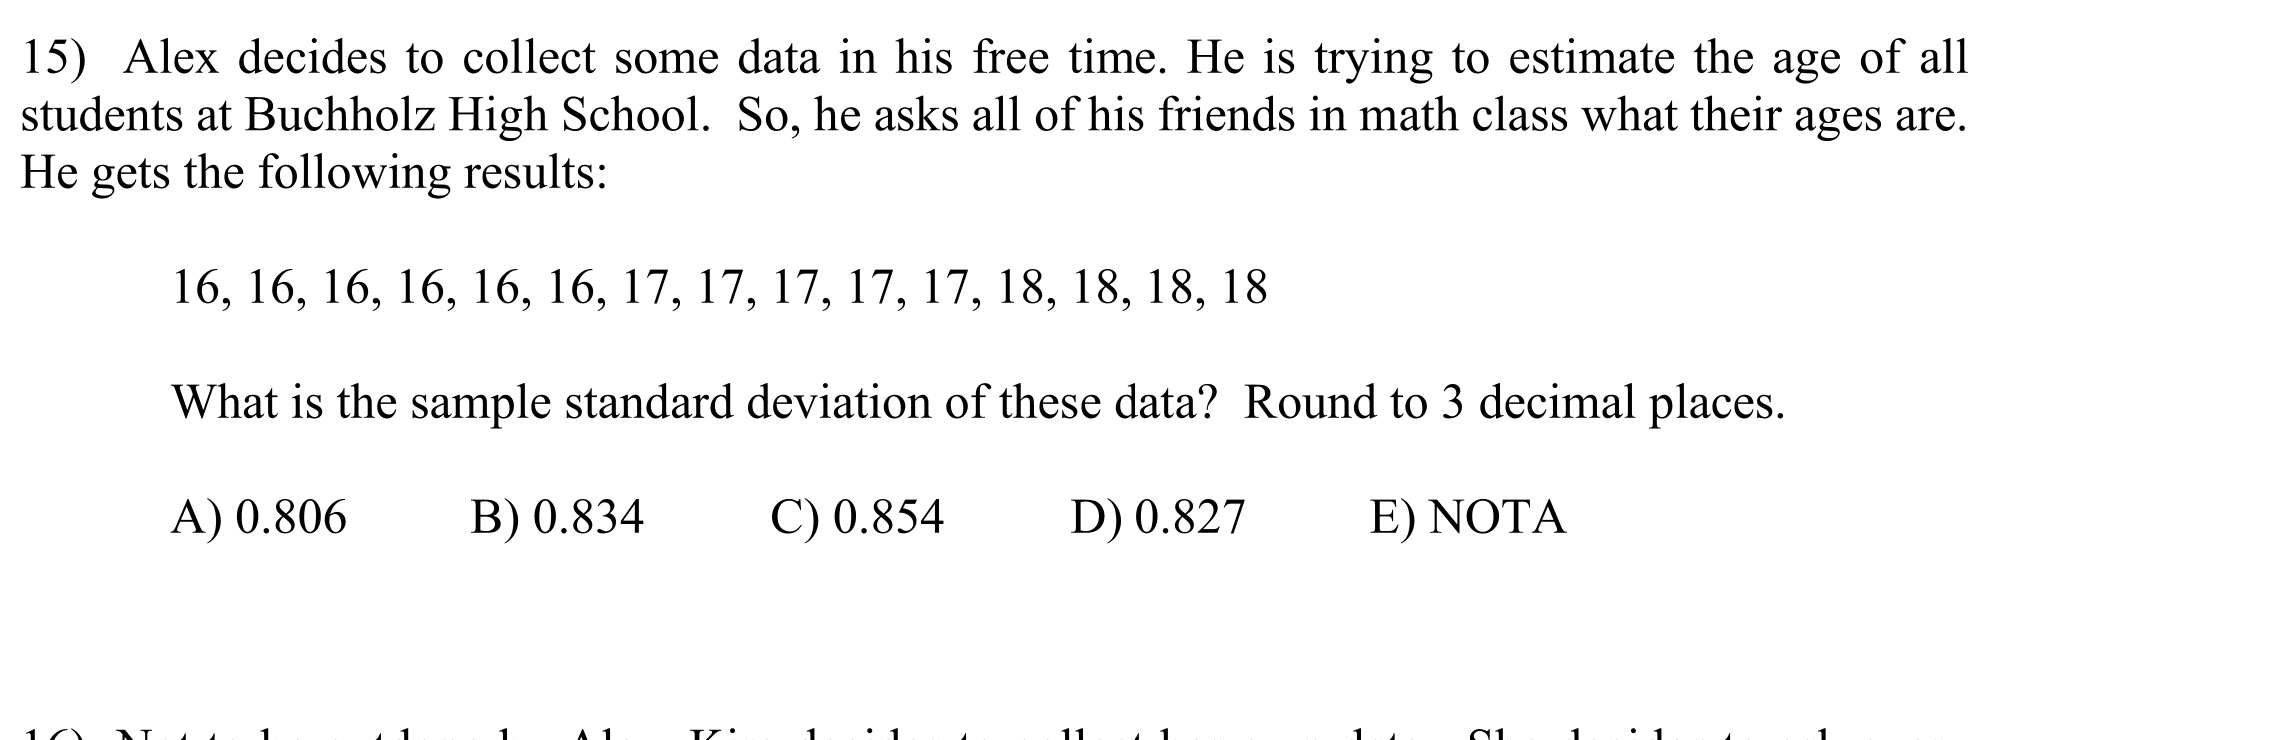 15) Alex decides to collect some data in his free time. He is trying to estimate the age of all
students at Buchholz High School. So, he asks all of his friends in math class what their ages are.
He gets the following results:
16, 16, 16, 16, 16, 16, 17, 17, 17, 17, 17, 18, 18, 18, 18
What is the sample standard deviation of these data? Round to 3 decimal places.
A) 0.806 B) 0.834 C) 0.854 D) 0.827 E) NOTA